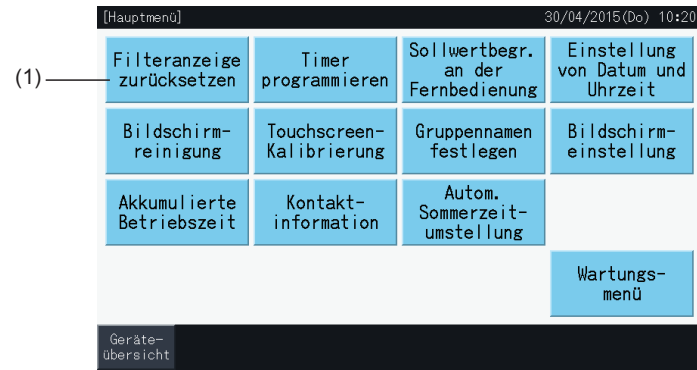 [Hauptmenü] 30/04/2015(Do) 10:20
(1)
Filteranzeige
zurücksetzen
Timer
programmieren
Sollwertbegr.
an der
Fernbedienung
Einstellung
von Datum und
Uhrzeit
Bildschirm-
reinigung
Touchscreen-
Kalibrierung
Gruppennamen
festlegen
Bildschirm-
einstellung
Akkumulierte
Betriebszeit
Kontakt-
information
Autom.
Sommerzeit-
umstellung
Wartungs-
menü
Geräte-
übersicht